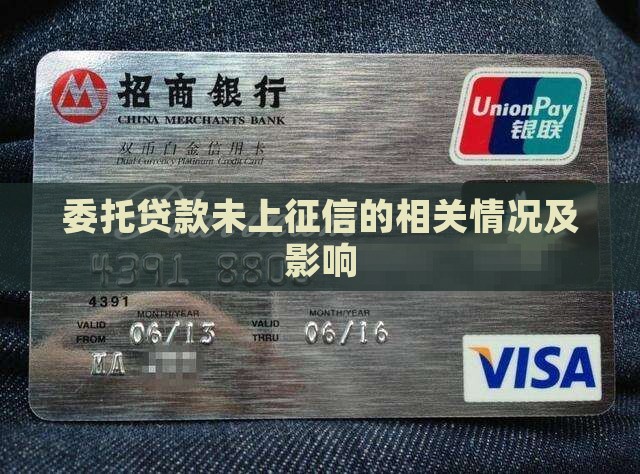 招商银行
CHINA MERCHANTS BANK
双币白金信用卡
Dual Currency Platinum Credit Card
UnionPay
银联
委托贷款未上征信的相关情况及
影响
4391 880
4391
MONTH/YEAR
MONTH/YEAR
VALID FROM 06/13
VALID THRU 06/16
MA
VISA